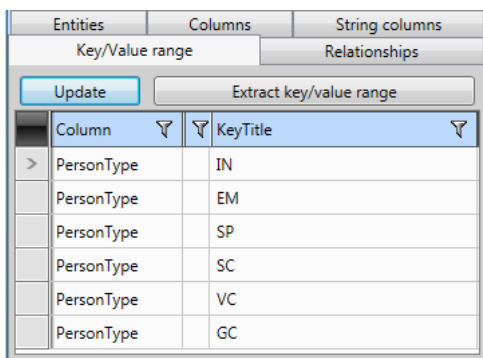 Entities Columns String columns
Key/Value range Relationships
Update Extract key/value range
Column KeyTitle
PersonType IN
PersonType EM
PersonType SP
PersonType SC
PersonType VC
PersonType GC